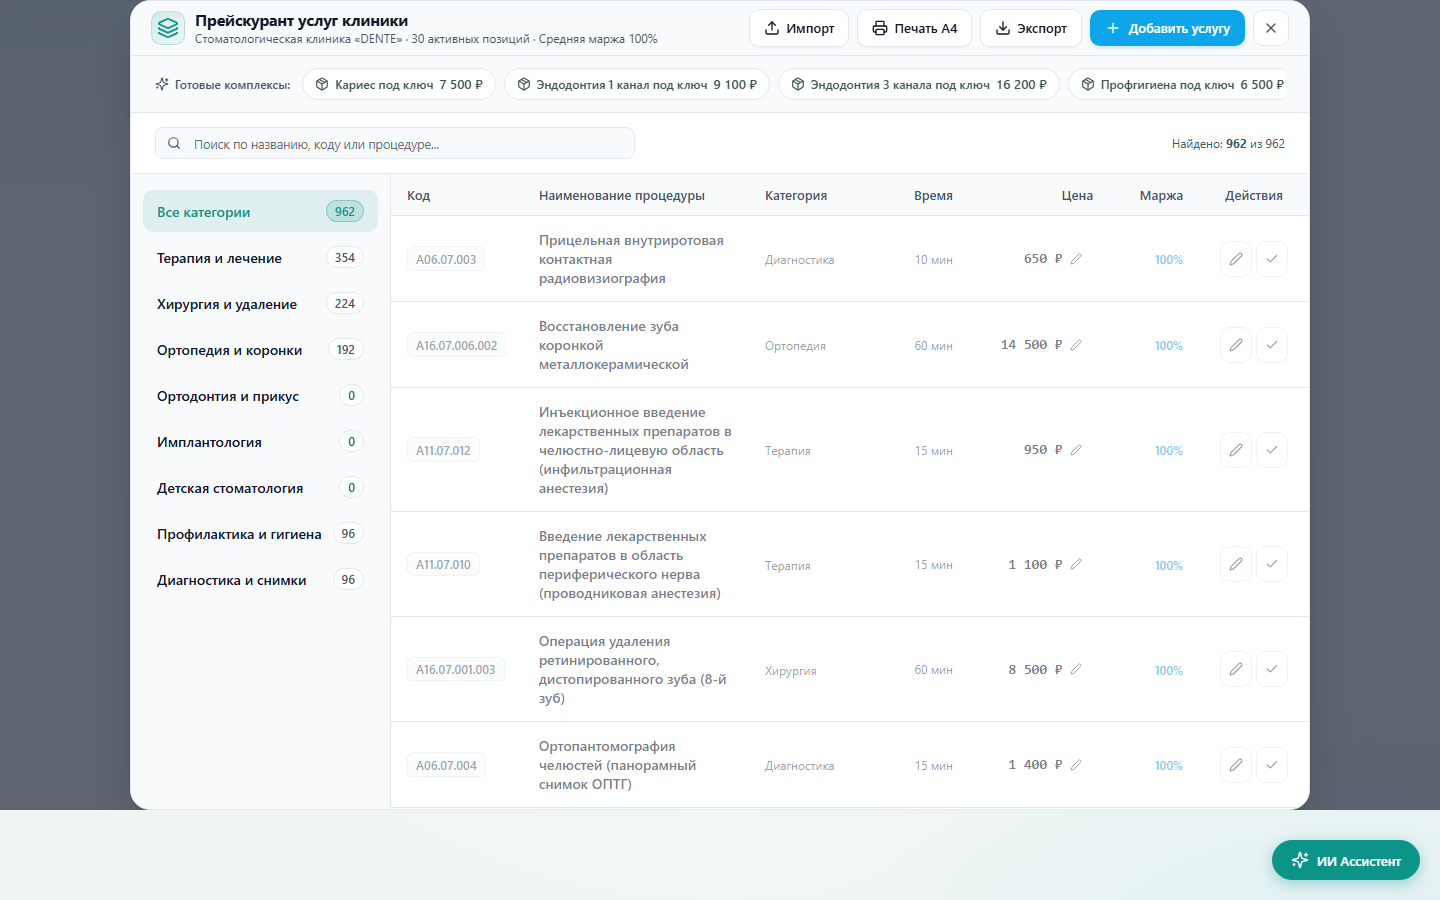 Прейскурант услуг клиники
Стоматологическая клиника «DENTE» · 30 активных позиций · Средняя маржа 100%
Импорт
Печать А4
Экспорт
Добавить услугу
Готовые комплексы:
Кариес под ключ 7 500 ₽
Эндодонтия 1 канал под ключ 9 100 ₽
Эндодонтия 3 канала под ключ 16 200 ₽
Профгигиена под ключ 6 500 ₽
Поиск по названию, коду или процедуре...
Найдено: 962 из 962
Все категории 962
Терапия и лечение 354
Хирургия и удаление 224
Ортопедия и коронки 192
Ортодонтия и прикус 0
Имплантология 0
Детская стоматология 0
Профилактика и гигиена 96
Диагностика и снимки 96
Код Наименование процедуры Категория Время Цена Маржа Действия
A06.07.003
Прицельная внутриротовая
контактная
радиовизиография
Диагностика 10 мин 650 ₽ 100%
A16.07.006.002
Восстановление зуба
коронкой
металлокерамической
Ортопедия 60 мин 14 500 ₽ 100%
A11.07.012
Инъекционное введение
лекарственных препаратов в
челюстно-лицевую область
(инфильтрационная
анестезия)
Терапия 15 мин 950 ₽ 100%
A11.07.010
Введение лекарственных
препаратов в область
периферического нерва
(проводниковая анестезия)
Терапия 15 мин 1 100 ₽ 100%
A16.07.001.003
Операция удаления
ретинированного,
дистопированного зуба (8-й
зуб)
Хирургия 60 мин 8 500 ₽ 100%
A06.07.004
Ортопантомография
челюстей (панорамный
снимок ОПТГ)
Диагностика 15 мин 1 400 ₽ 100%
ИИ Ассистент